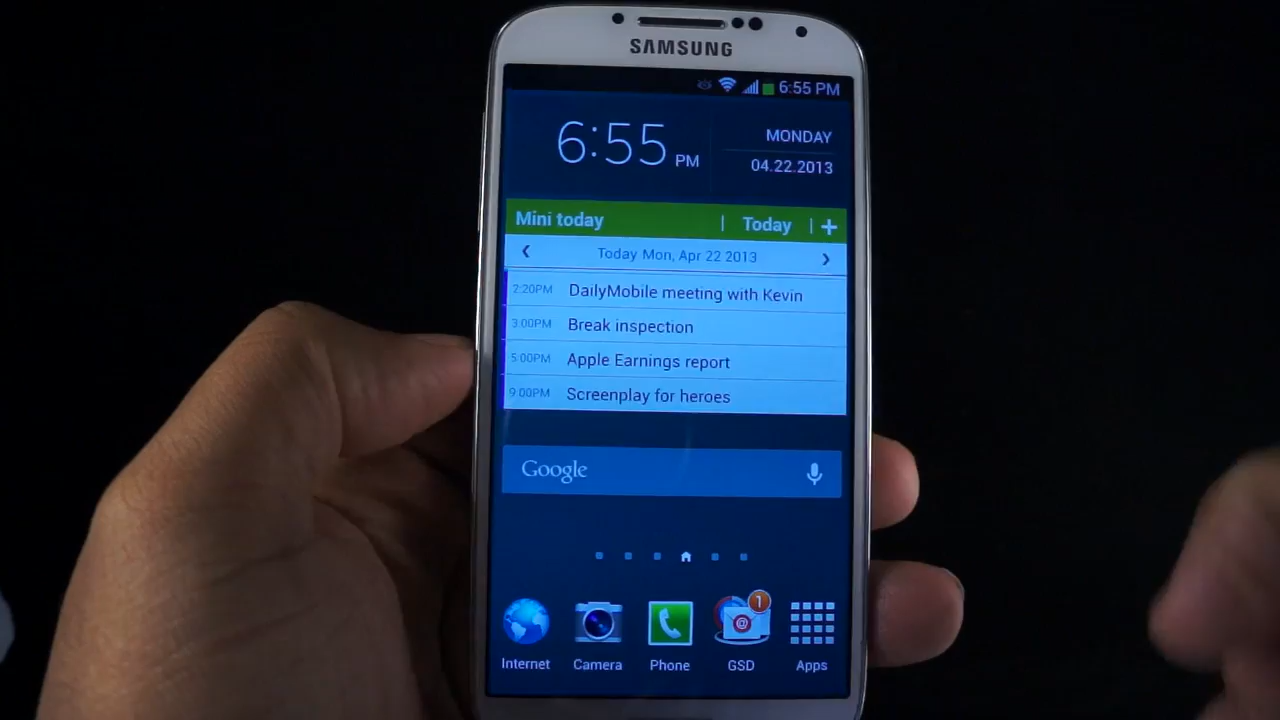 SAMSUNG
6:55 PM
6:55 PM
MONDAY
04.22.2013
Mini today | Today | +
Today Mon, Apr 22 2013
2:20PM DailyMobile meeting with Kevin
3:00PM Break inspection
5:00PM Apple Earnings report
9:00PM Screenplay for heroes
Google
1
@
Internet Camera Phone GSD Apps